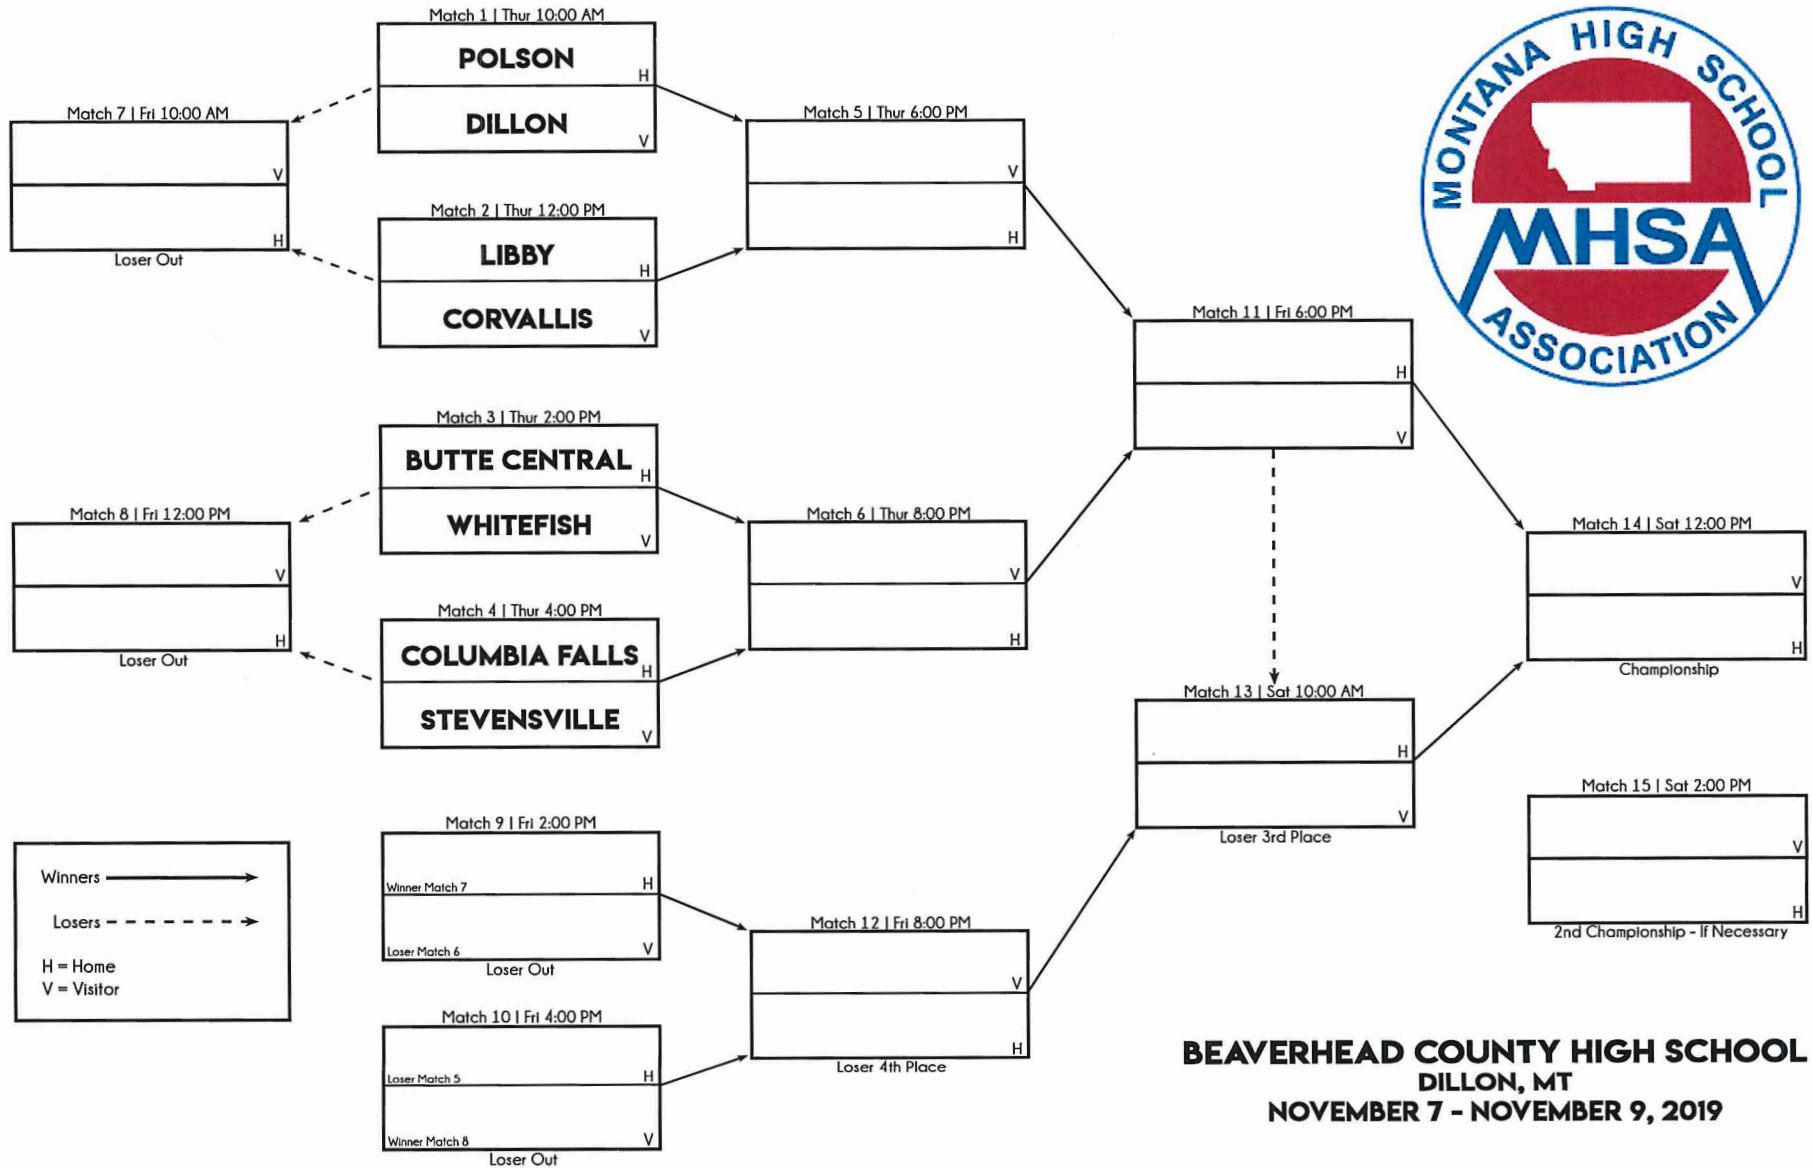 Match 1 | Thur 10:00 AM
POLSON
H
DILLON
V
Match 7 | Fri 10:00 AM
V
H
Loser Out
Match 2 | Thur 12:00 PM
LIBBY
H
CORVALLIS
V
Match 5 | Thur 6:00 PM
V
H
MONTANA HIGH SCHOOL
MHSA
ASSOCIATION
Match 11 | Fri 6:00 PM
H
V
Match 3 | Thur 2:00 PM
BUTTE CENTRAL
H
WHITEFISH
V
Match 8 | Fri 12:00 PM
V
H
Loser Out
Match 4 | Thur 4:00 PM
COLUMBIA FALLS
H
STEVENSVILLE
V
Match 6 | Thur 8:00 PM
V
H
Match 14 | Sat 12:00 PM
V
H
Championship
Match 13 | Sat 10:00 AM
H
V
Loser 3rd Place
Match 15 | Sat 2:00 PM
V
H
2nd Championship - If Necessary
Winners
Losers
H = Home
V = Visitor
Match 9 | Fri 2:00 PM
Winner Match 7 H
Loser Match 6 V
Loser Out
Match 10 | Fri 4:00 PM
Loser Match 5 H
Winner Match 8 V
Loser Out
Match 12 | Fri 8:00 PM
V
H
Loser 4th Place
BEAVERHEAD COUNTY HIGH SCHOOL
DILLON, MT
NOVEMBER 7 - NOVEMBER 9, 2019